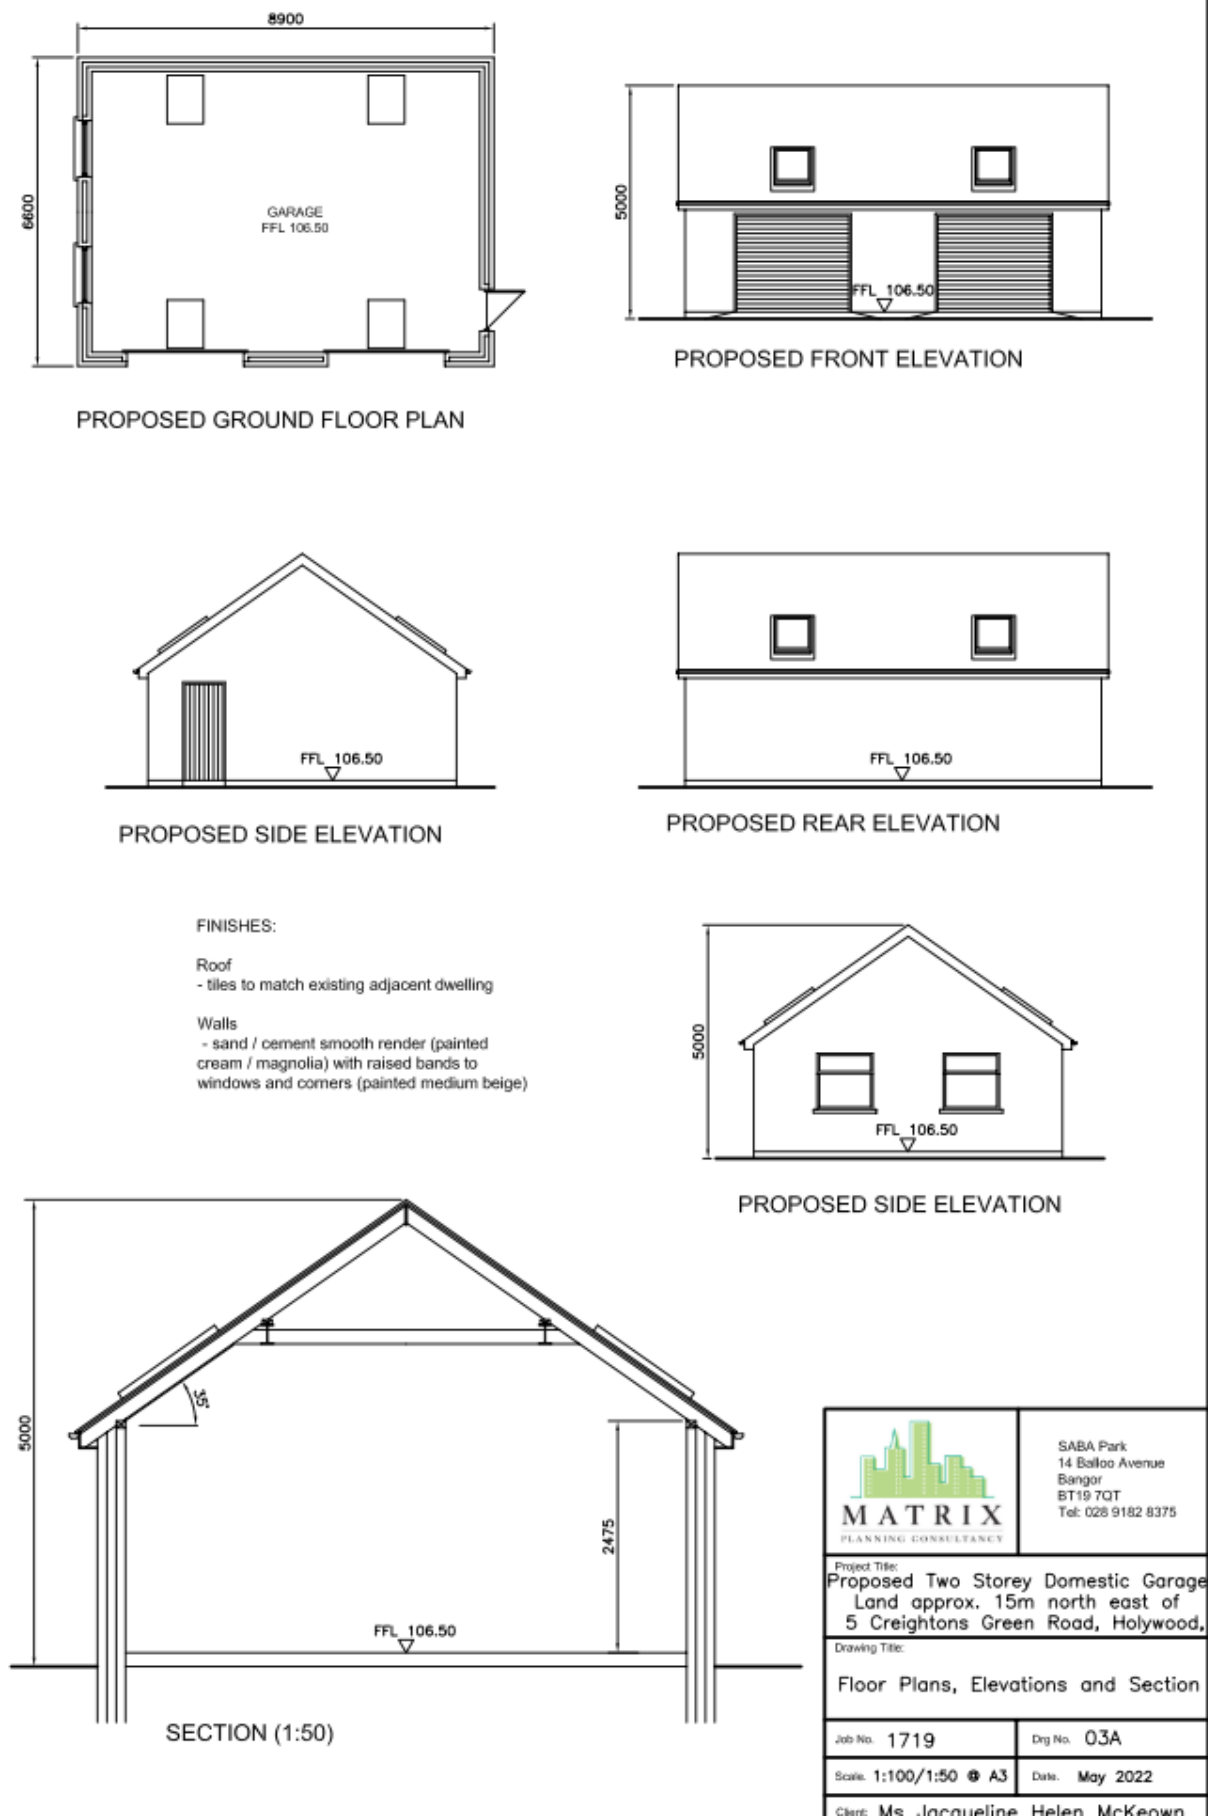 8900
6600
GARAGE
FFL 106.50
PROPOSED GROUND FLOOR PLAN
5000
FFL 106.50
PROPOSED FRONT ELEVATION
FFL 106.50
PROPOSED SIDE ELEVATION
FFL 106.50
PROPOSED REAR ELEVATION
FINISHES:
Roof
- tiles to match existing adjacent dwelling
Walls
- sand / cement smooth render (painted
cream / magnolia) with raised bands to
windows and corners (painted medium beige)
5000
FFL 106.50
PROPOSED SIDE ELEVATION
5000
35°
2475
FFL 106.50
SECTION (1:50)
MATRIX
PLANNING CONSULTANCY
SABA Park
14 Balloo Avenue
Bangor
BT19 7QT
Tel: 028 9182 8375
Project Title:
Proposed Two Storey Domestic Garage
Land approx. 15m north east of
5 Creightons Green Road, Holywood,
Drawing Title:
Floor Plans, Elevations and Section
Job No. 1719
Drg No. 03A
Scale. 1:100/1:50 @ A3
Date. May 2022
Client: Ms Jacqueline Helen McKeown